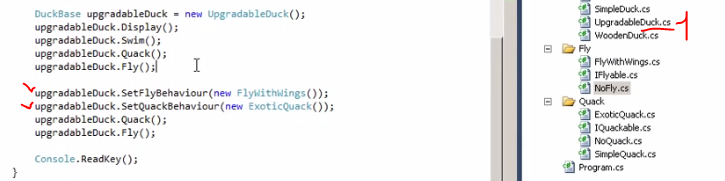 DuckBase upgradableDuck = new UpgradableDuck();
upgradableDuck.Display();
upgradableDuck.Swim();
upgradableDuck.Quack();
upgradableDuck.Fly();
upgradableDuck.SetFlyBehaviour(new FlyWithWings());
upgradableDuck.SetQuackBehaviour(new ExoticQuack());
upgradableDuck.Quack();
upgradableDuck.Fly();
Console.ReadKey();
}
SimpleDuck.cs
UpgradableDuck.cs 1
WoodenDuck.cs
Fly
FlyWithWings.cs
IFlyable.cs
NoFly.cs
Quack
ExoticQuack.cs
IQuackable.cs
NoQuack.cs
SimpleQuack.cs
Program.cs